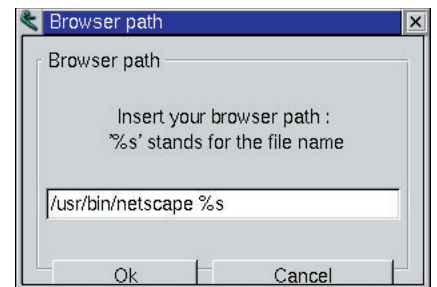 Browser path
Browser path
Insert your browser path :
'%s' stands for the file name
/usr/bin/netscape %s
Ok Cancel